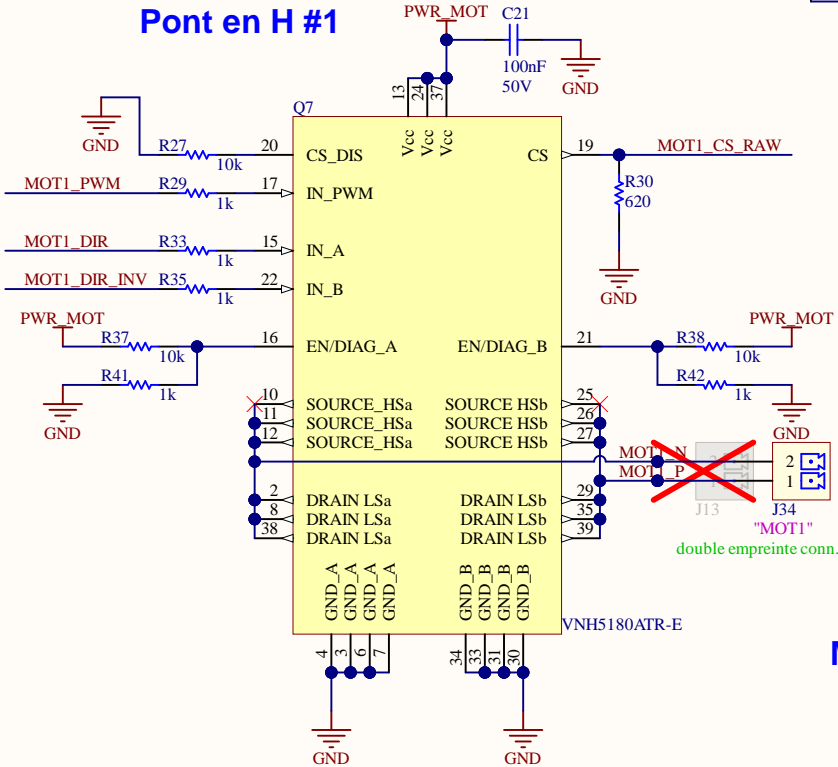 Pont en H #1
PWR_MOT
C21
100nF
50V
GND
13
24
37
Q7
Vcc
Vcc
Vcc
GND
R27
10k
20
CS_DIS
CS
19
MOT1_CS_RAW
MOT1_PWM
R29
1k
17
IN_PWM
R30
620
GND
MOT1_DIR
R33
1k
15
IN_A
MOT1_DIR_INV
R35
1k
22
IN_B
PWR_MOT
R37
10k
16
EN/DIAG_A
EN/DIAG_B
21
R38
10k
PWR_MOT
R41
1k
GND
R42
1k
GND
10
SOURCE_HSa
SOURCE HSb
25
11
SOURCE_HSa
SOURCE HSb
26
12
SOURCE_HSa
SOURCE HSb
27
MOT1_N
MOT1_P
2
1
J13
J34
"MOT1"
double empreinte conn.
2
DRAIN LSa
DRAIN LSb
29
8
DRAIN LSa
DRAIN LSb
35
38
DRAIN LSa
DRAIN LSb
39
GND_A
GND_A
GND_A
GND_A
GND_B
GND_B
GND_B
GND_B
VNH5180ATR-E
4
3
6
7
34
33
31
30
GND
GND